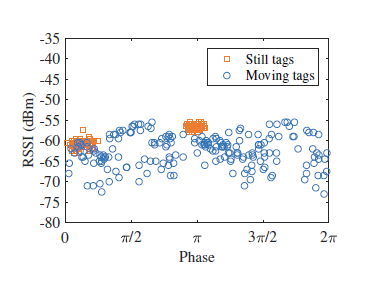 -35
-40
-45
-50
-55
-60
-65
-70
-75
-80
RSSI (dBm)
Still tags
Moving tags
0 π/2 π 3π/2 2π
Phase